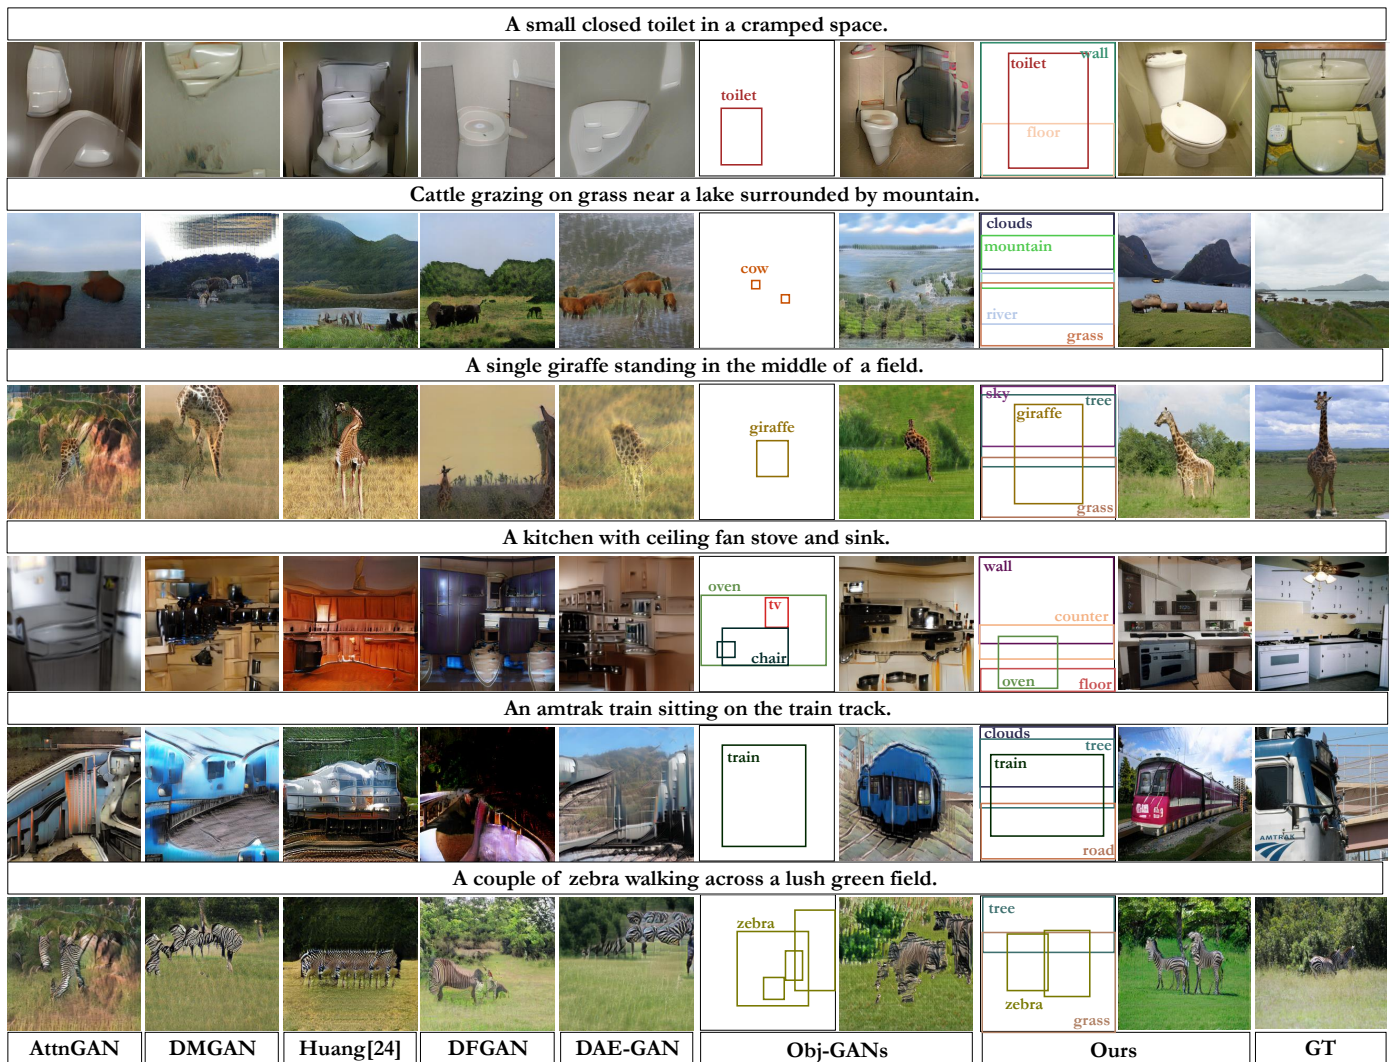 A small closed toilet in a cramped space.
toilet
toilet
wall
floor
Cattle grazing on grass near a lake surrounded by mountain.
cow
clouds
mountain
river
grass
A single giraffe standing in the middle of a field.
giraffe
sky
tree
giraffe
grass
A kitchen with ceiling fan stove and sink.
oven
tv
chair
wall
counter
oven
floor
An amtrak train sitting on the train track.
train
clouds
tree
train
road
AMTRAK
A couple of zebra walking across a lush green field.
zebra
tree
zebra
grass
AttnGAN DMGAN Huang[24] DFGAN DAE-GAN Obj-GANs Ours GT